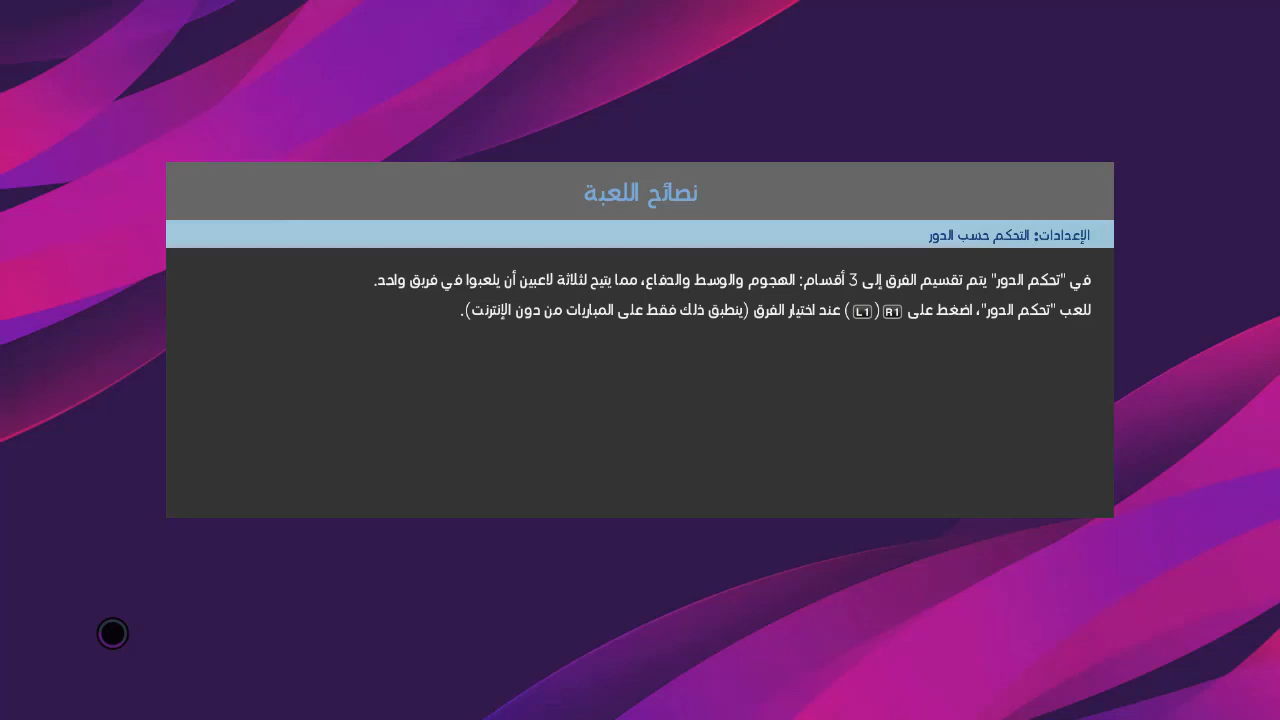 نصائح اللعبة
الإعدادات: التحكم حسب الدور
في "تحكم الدور" يتم تقسيم الفرق إلى 3 أقسام: الهجوم والوسط والدفاع، مما يتيح لثلاثة لاعبين أن يلعبوا في فريق واحد.
للعب "تحكم الدور"، اضغط على R1 (L1) عند اختيار الفرق (ينطبق ذلك فقط على المباريات من دون الإنترنت).